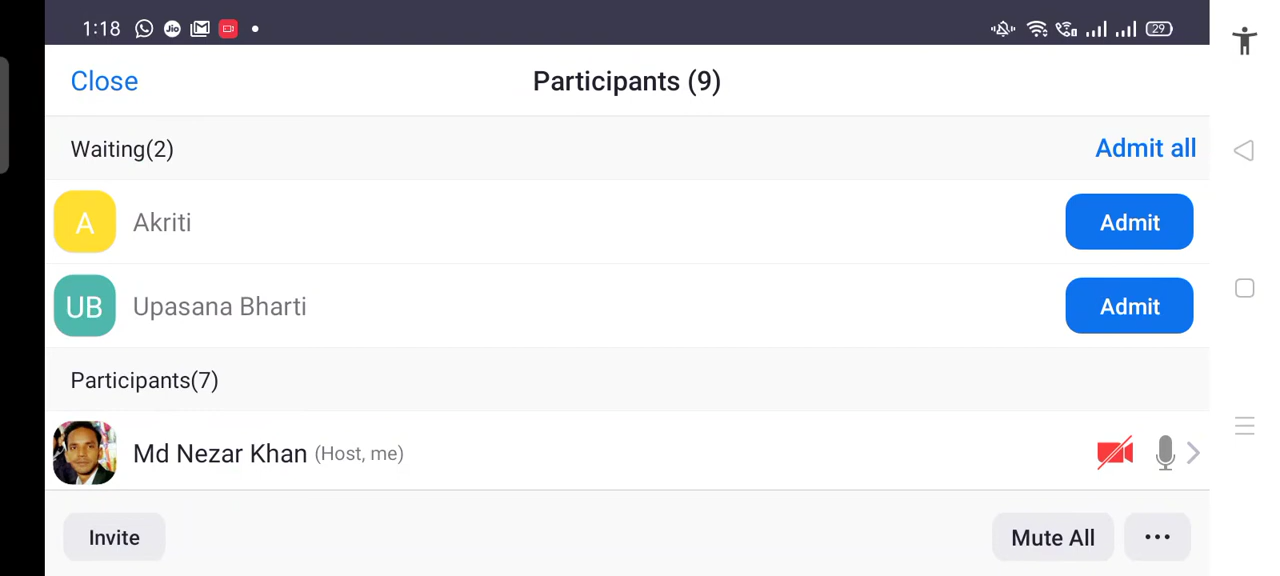 1:18 Jio M 29
Close Participants (9)
Waiting(2) Admit all
A Akriti Admit
UB Upasana Bharti Admit
Participants(7)
Md Nezar Khan (Host, me)
Invite Mute All ...